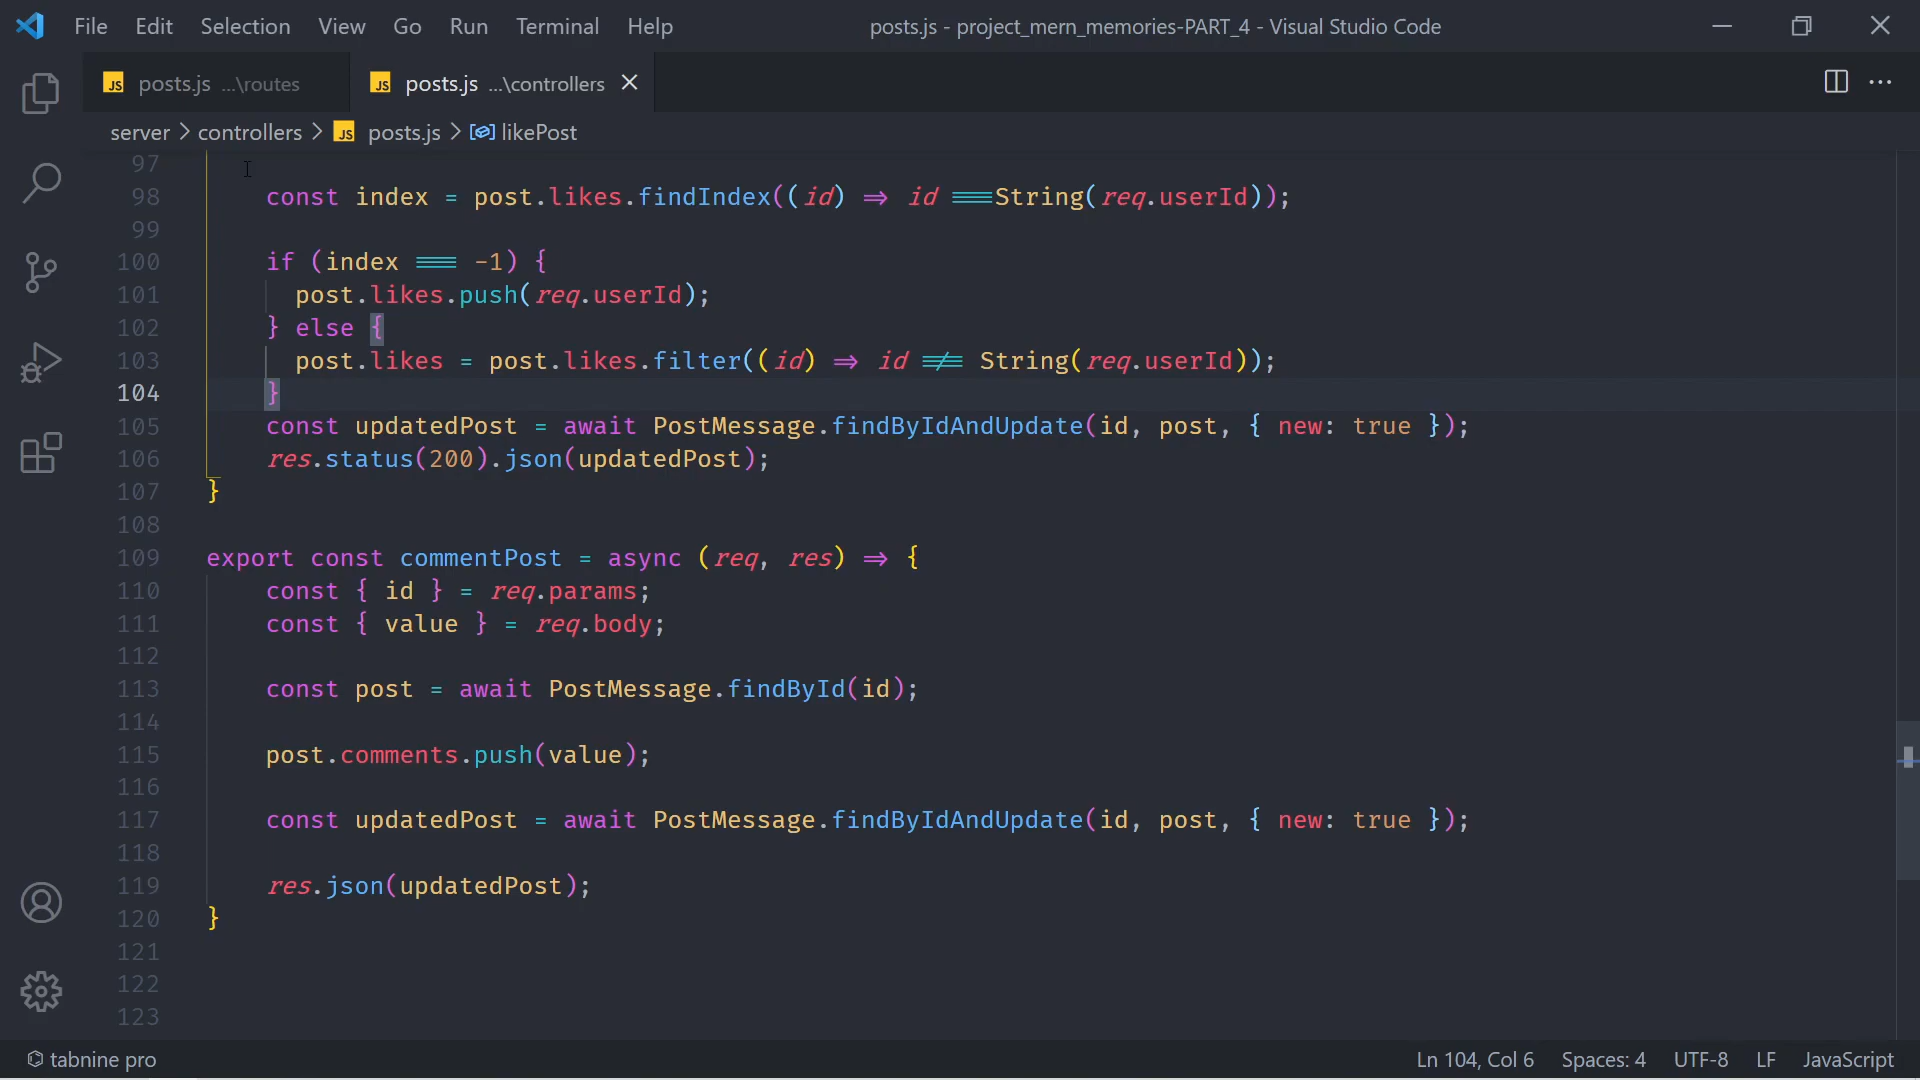 File Edit Selection View Go Run Terminal Help posts.js - project_mern_memories-PART_4 - Visual Studio Code
JS posts.js ...\routes JS posts.js ...\controllers
server > controllers > JS posts.js > likePost
97
98 const index = post.likes.findIndex((id) => id ===String(req.userId));
99
100 if (index === -1) {
101 post.likes.push(req.userId);
102 } else {
103 post.likes = post.likes.filter((id) => id !== String(req.userId));
104 }
105 const updatedPost = await PostMessage.findByIdAndUpdate(id, post, { new: true });
106 res.status(200).json(updatedPost);
107 }
108
109 export const commentPost = async (req, res) => {
110 const { id } = req.params;
111 const { value } = req.body;
112
113 const post = await PostMessage.findById(id);
114
115 post.comments.push(value);
116
117 const updatedPost = await PostMessage.findByIdAndUpdate(id, post, { new: true });
118
119 res.json(updatedPost);
120 }
121
122
123
tabnine pro Ln 104, Col 6 Spaces: 4 UTF-8 LF JavaScript